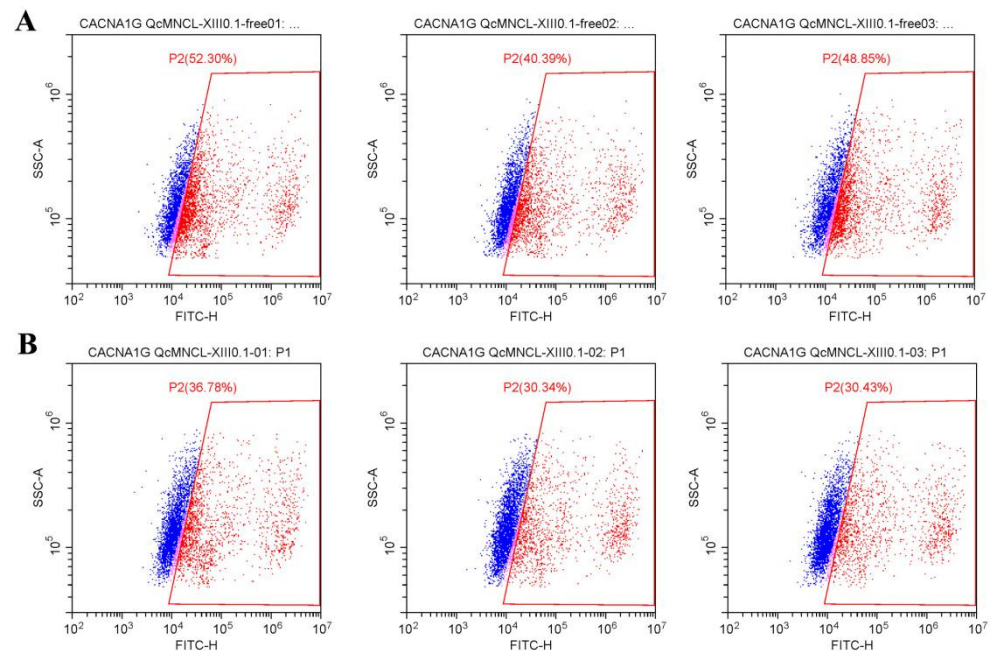 A
CACNA1G QcMNCL-XIII0.1-free01: ...
CACNA1G QcMNCL-XIII0.1-free02: ...
CACNA1G QcMNCL-XIII0.1-free03: ...
P2(52.30%)
P2(40.39%)
P2(48.85%)
SSC-A
10^6
10^5
SSC-A
10^6
10^5
SSC-A
10^6
10^5
10^2 10^3 10^4 10^5 10^6 10^7
10^2 10^3 10^4 10^5 10^6 10^7
10^2 10^3 10^4 10^5 10^6 10^7
FITC-H
FITC-H
FITC-H
B
CACNA1G QcMNCL-XIII0.1-01: P1
CACNA1G QcMNCL-XIII0.1-02: P1
CACNA1G QcMNCL-XIII0.1-03: P1
P2(36.78%)
P2(30.34%)
P2(30.43%)
SSC-A
10^6
10^5
SSC-A
10^6
10^5
SSC-A
10^6
10^5
10^2 10^3 10^4 10^5 10^6 10^7
10^2 10^3 10^4 10^5 10^6 10^7
10^2 10^3 10^4 10^5 10^6 10^7
FITC-H
FITC-H
FITC-H